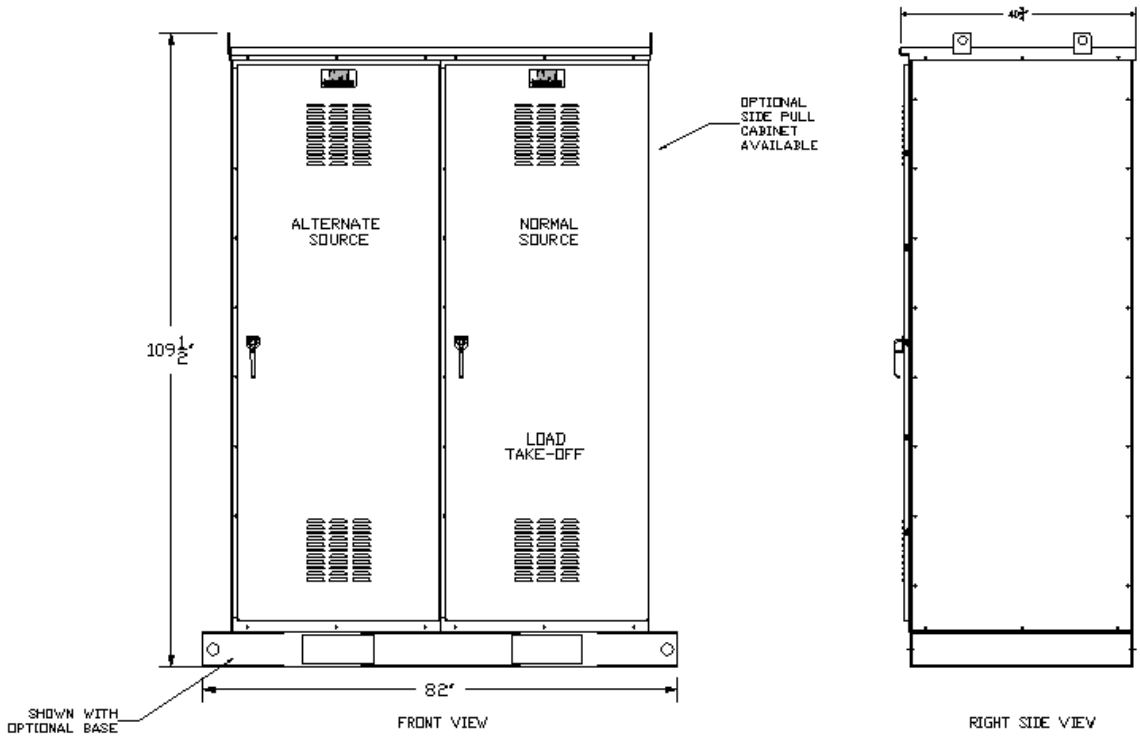 40¾"
OPTIONAL
SIDE PULL
CABINET
AVAILABLE
ALTERNATE
SOURCE
NORMAL
SOURCE
109½"
LOAD
TAKE-OFF
82"
SHOWN WITH
OPTIONAL BASE
FRONT VIEW
RIGHT SIDE VIEW